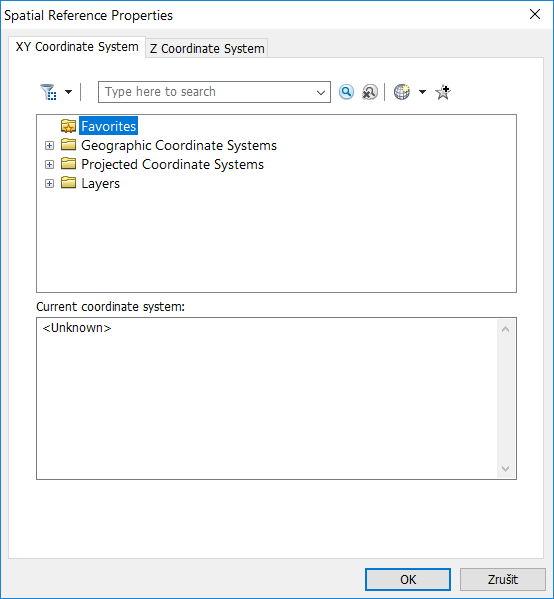 Spatial Reference Properties
XY Coordinate System
Z Coordinate System
Type here to search
Favorites
Geographic Coordinate Systems
Projected Coordinate Systems
Layers
Current coordinate system:
<Unknown>
OK
Zrušit